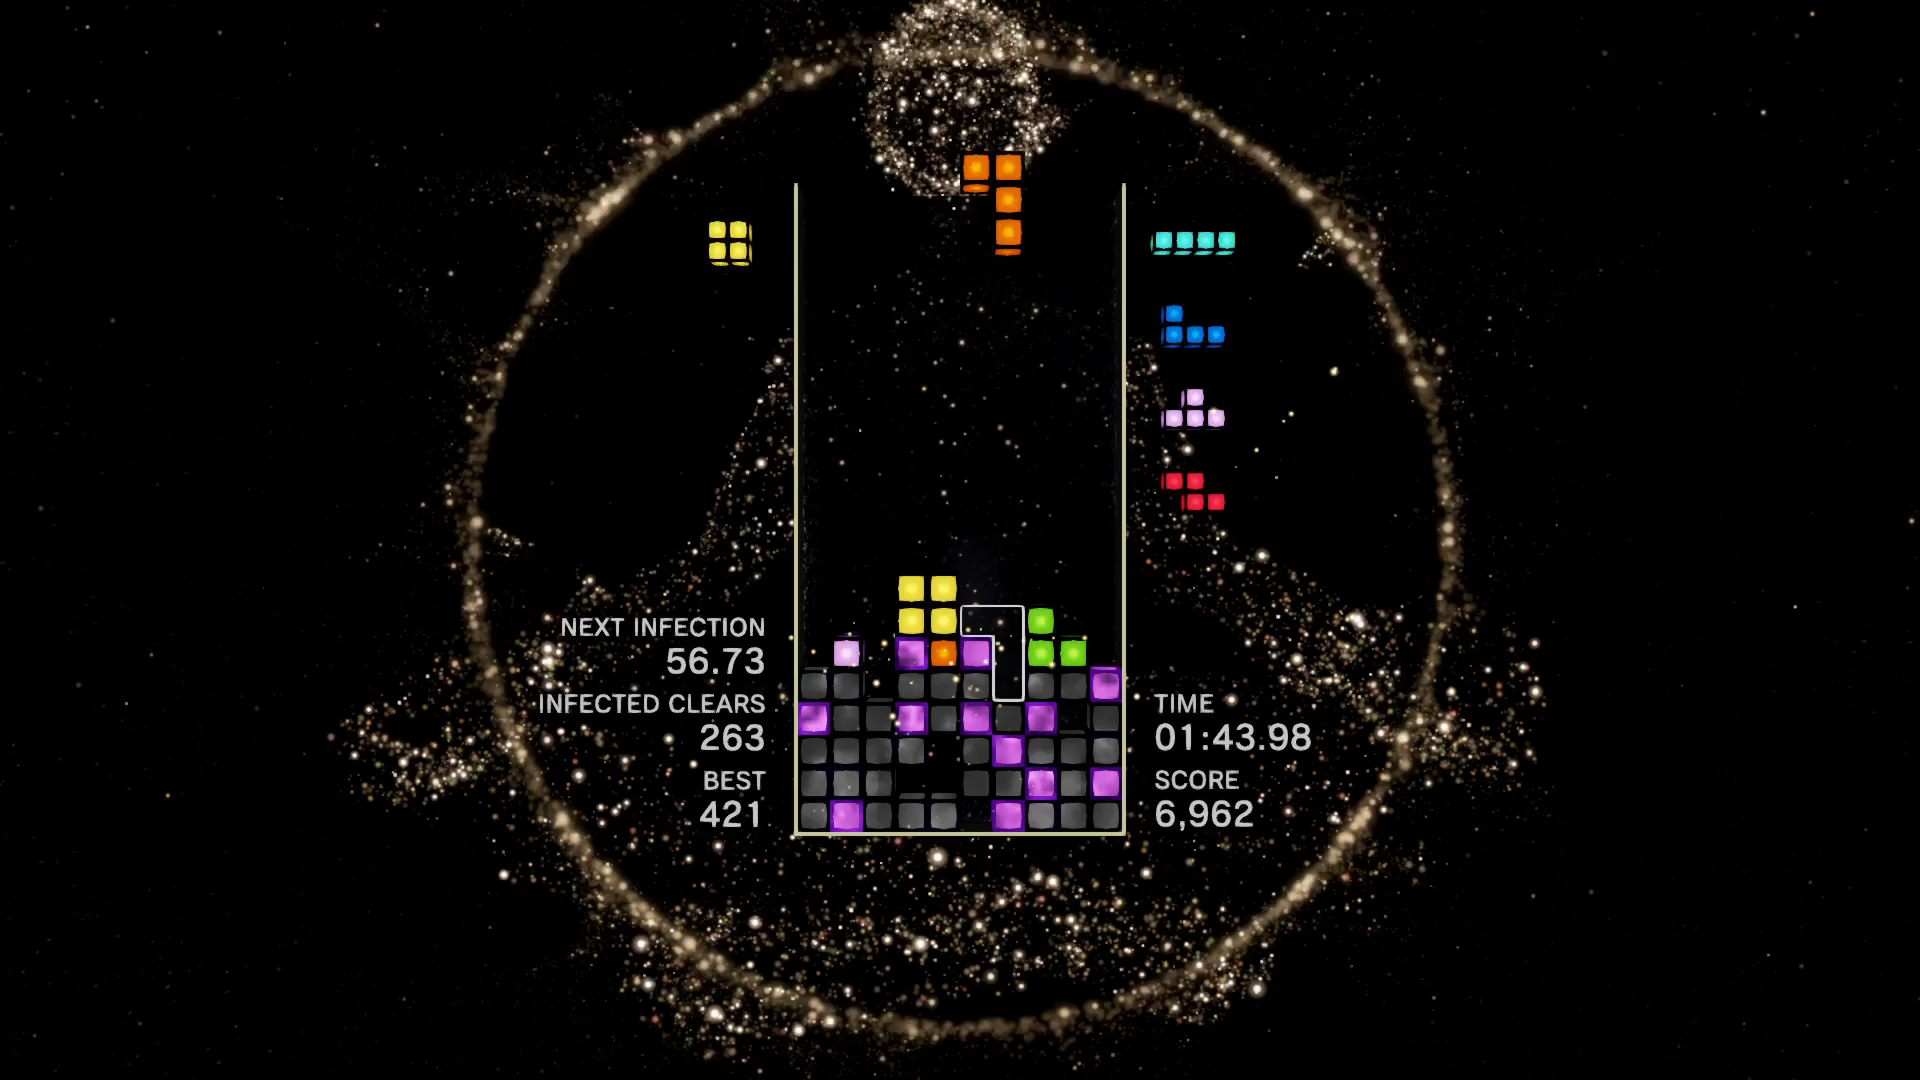 NEXT INFECTION
56.73
INFECTED CLEARS
263
BEST
421
TIME
01:43.98
SCORE
6,962